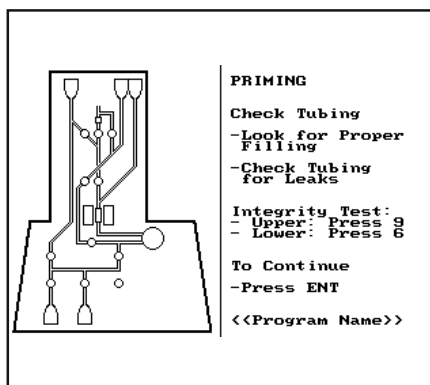 PRIMING
Check Tubing
-Look for Proper
Filling
-Check Tubing
for Leaks
Integrity Test:
- Upper: Press 9
- Lower: Press 6
To Continue
-Press ENT
<<Program Name>>